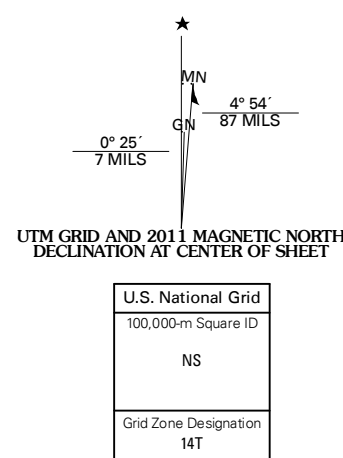 ★
MN
GN
4° 54´
87 MILS
0° 25´
7 MILS
UTM GRID AND 2011 MAGNETIC NORTH
DECLINATION AT CENTER OF SHEET
U.S. National Grid
100,000-m Square ID
NS
Grid Zone Designation
14T